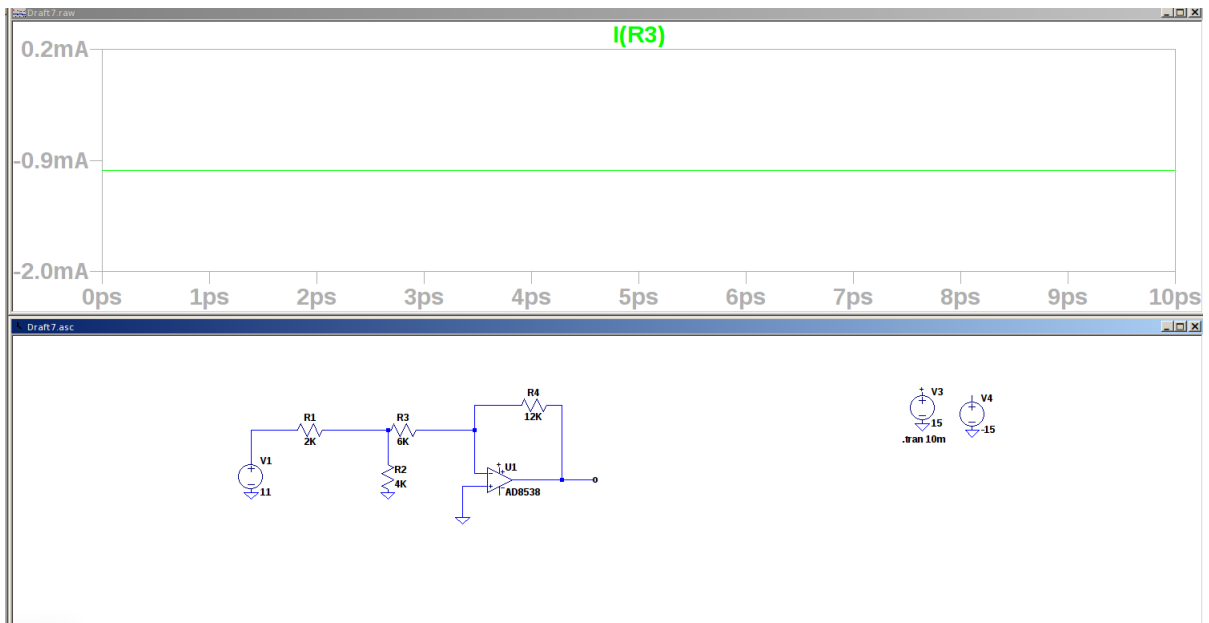 Draft7.raw
I(R3)
0.2mA
-0.9mA
-2.0mA
0ps 1ps 2ps 3ps 4ps 5ps 6ps 7ps 8ps 9ps 10ps
Draft7.asc
R1
2K
R3
6K
R4
12K
V1
11
R2
4K
U1
AD8538
V3
15
V4
-15
.tran 10m